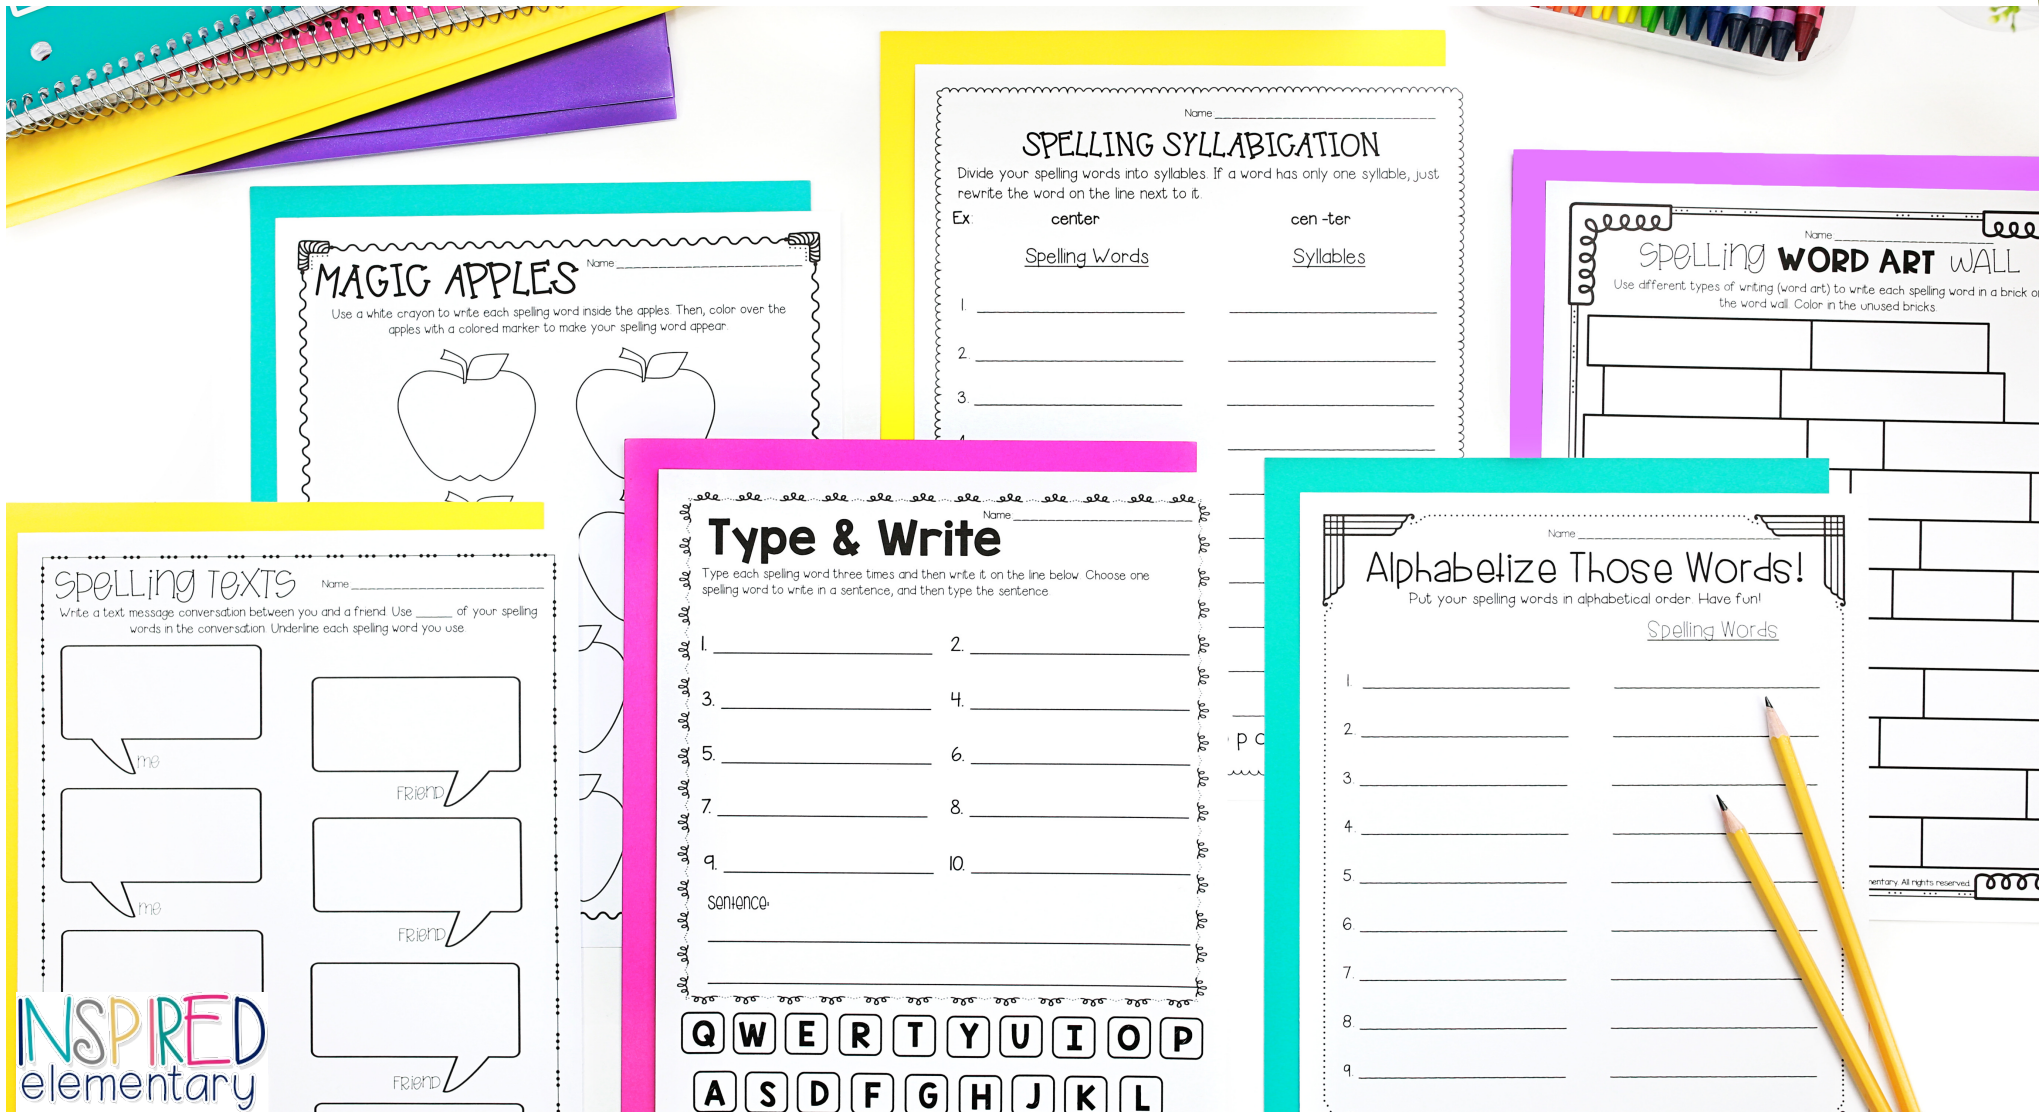 Name
SPELLING SYLLABICATION
Divide your spelling words into syllables. If a word has only one syllable, just
rewrite the word on the line next to it.
Ex: center cen -ter
Spelling Words Syllables
1.
2.
3.
Name
SPELLING WORD ART WALL
Use different types of writing (word art) to write each spelling word in a brick
the word wall. Color in the unused bricks.
All rights reserved
MAGIC APPLES Name
Use a white crayon to write each spelling word inside the apples. Then, color over the
apples with a colored marker to make your spelling word appear.
SPELLING TEXTS Name
Write a text message conversation between you and a friend. Use ______ of your spelling
words in the conversation. Underline each spelling word you use.
me
FRIEND
me
FRIEND
FRIEND
Name
Type & Write
Type each spelling word three times and then write it on the line below. Choose one
spelling word to write in a sentence, and then type the sentence.
1. 2.
3. 4.
5. 6.
7. 8.
9. 10.
Sentence:
Q W E R T Y U I O P
A S D F G H J K L
Name
Alphabetize Those Words!
Put your spelling words in alphabetical order. Have fun!
Spelling Words
1.
2.
3.
4.
5.
6.
7.
8.
9.
INSPIRED
elementary